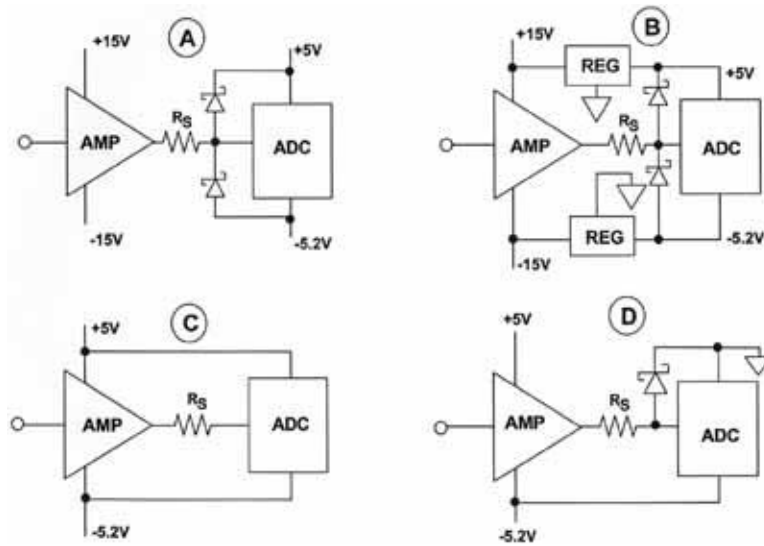 A
+15V
+5V
AMP
RS
ADC
-15V
-5.2V
B
+15V
REG
+5V
RS
AMP
ADC
REG
-15V
-5.2V
C
+5V
RS
AMP
ADC
-5.2V
D
+5V
RS
AMP
ADC
-5.2V